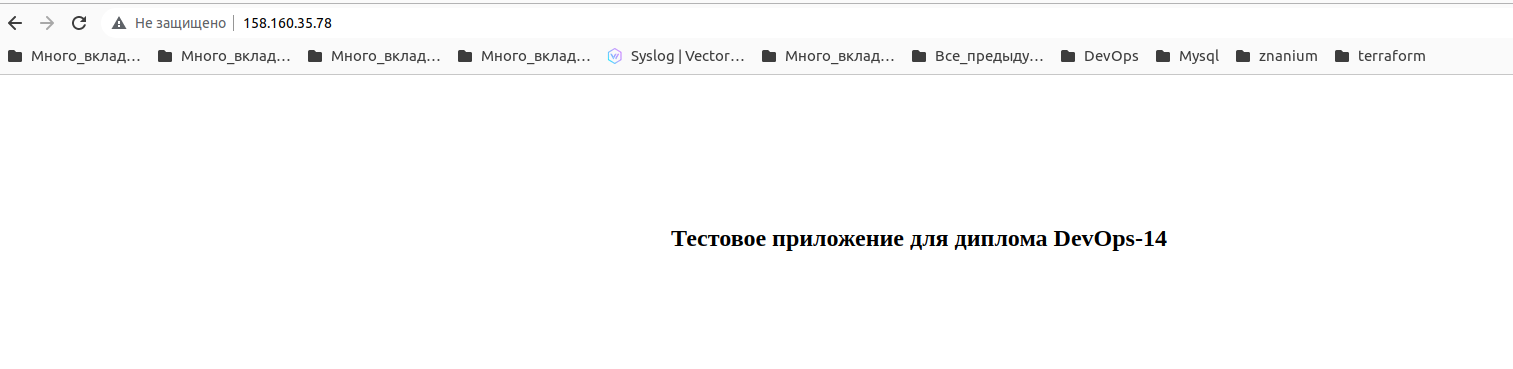 Не защищено 158.160.35.78
Много_вклад… Много_вклад… Много_вклад… Много_вклад… Syslog | Vector… Много_вклад… Все_предыду… DevOps Mysql znanium terraform
Тестовое приложение для диплома DevOps-14